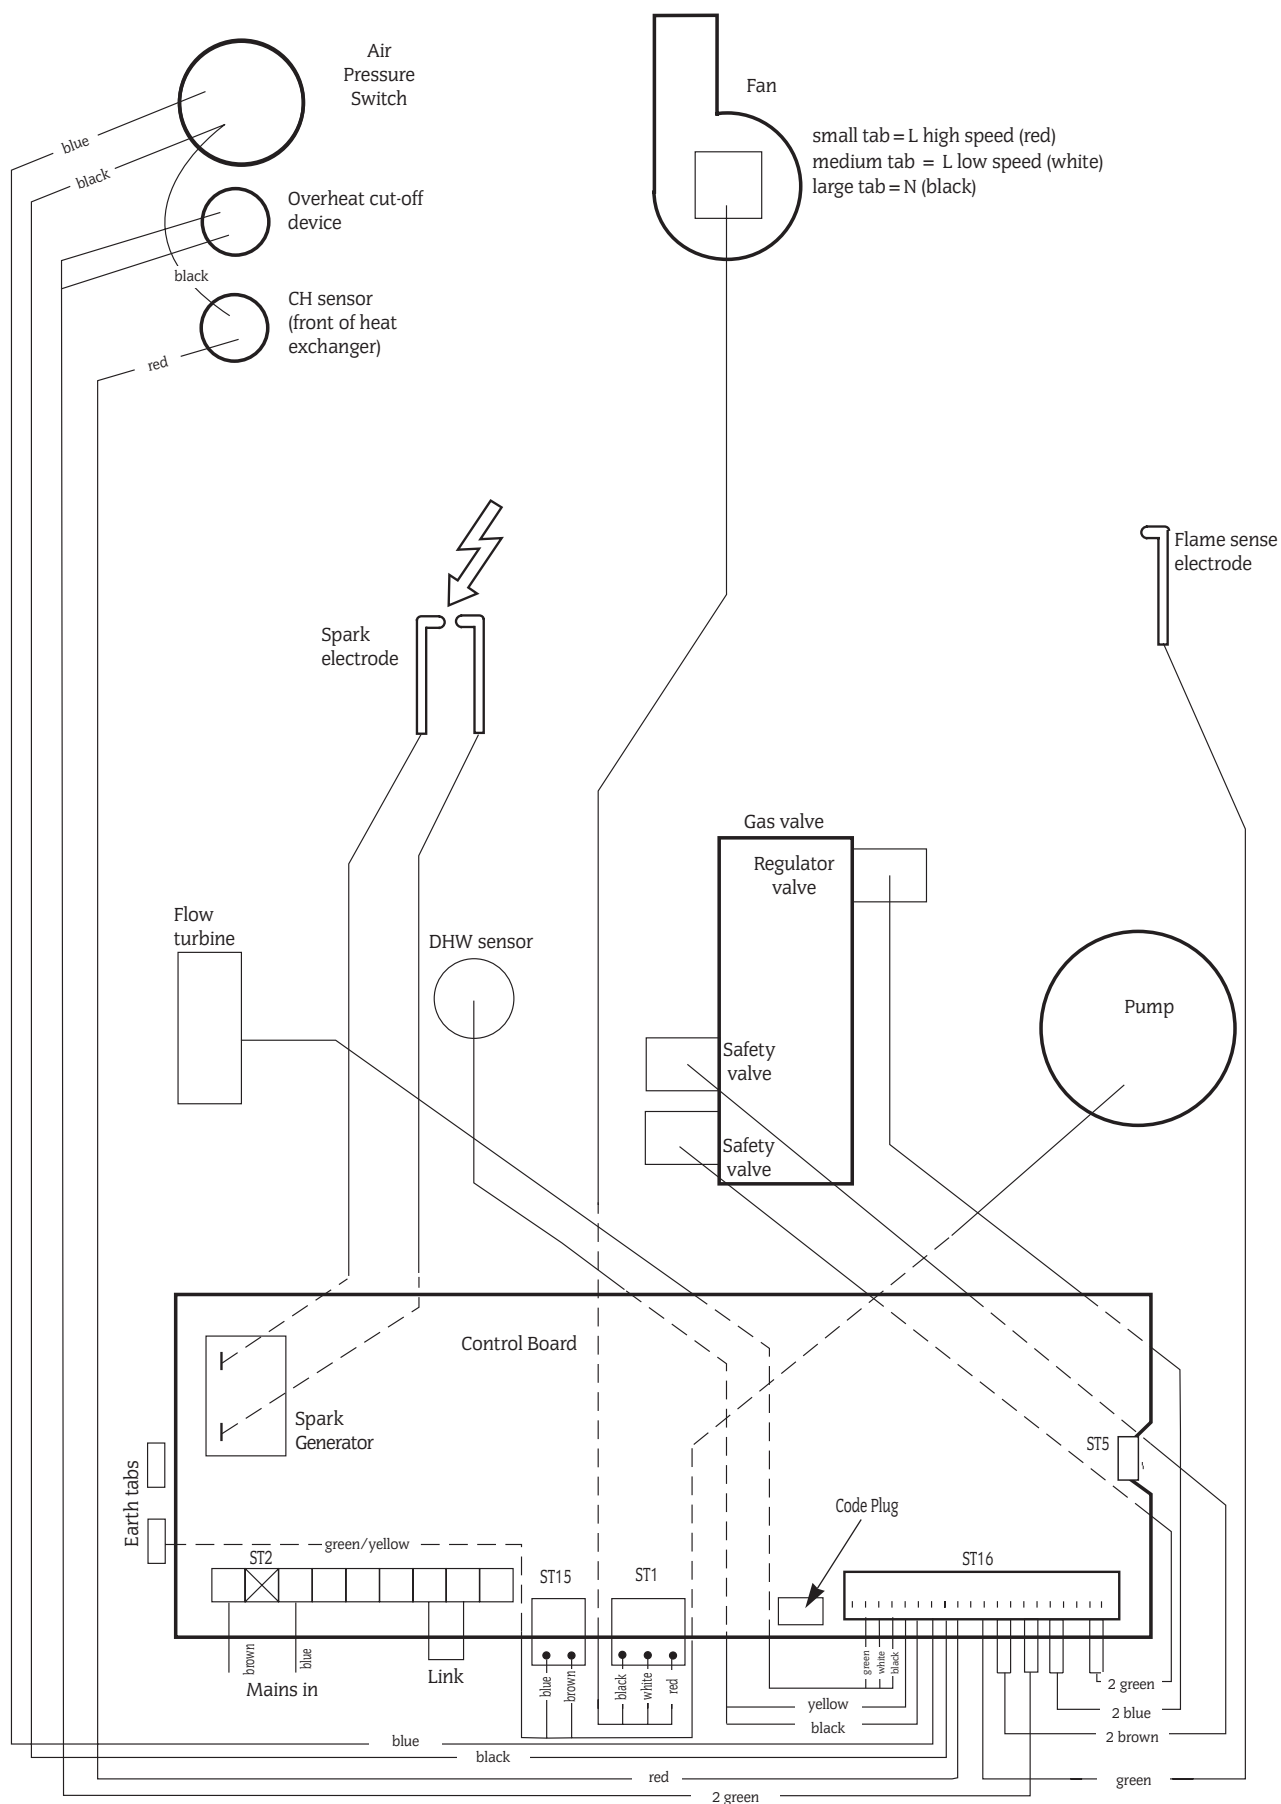 Air
Pressure
Switch
Fan
small tab = L high speed (red)
medium tab = L low speed (white)
large tab = N (black)
blue
black
Overheat cut-off
device
black
CH sensor
(front of heat
exchanger)
red
Flame sense
electrode
Spark
electrode
Gas valve
Regulator
valve
Flow
turbine
DHW sensor
Pump
Safety
valve
Safety
valve
Control Board
Spark
Generator
ST5
Earth tabs
Code Plug
green/yellow
ST2
ST15
ST1
ST16
brown
blue
Mains in
Link
blue
brown
black
white
red
green
white
black
2 green
yellow
2 blue
black
2 brown
blue
black
red
green
2 green